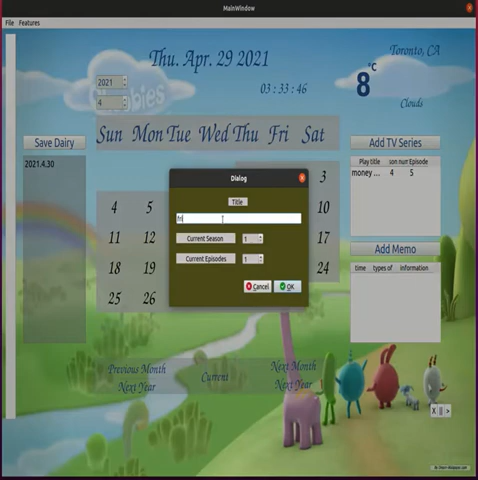 MainWindow
File Features
Thu. Apr. 29 2021
Toronto, CA
2021
8 °C
03 : 33 : 46
4
bies
Clouds
Sun Mon Tue Wed Thu Fri Sat
Save Dairy
Add TV Series
2021.4.30
Play title son num Episode
money ... 4 5
Dialog
3
Title
4 5
10
fri
11 12
Current Season 1
17
Add Memo
Current Episodes 1
18 19
24
time types of information
Cancel OK
25 26
Previous Month
Next Month
Current
Next Year
Next Year
X || >